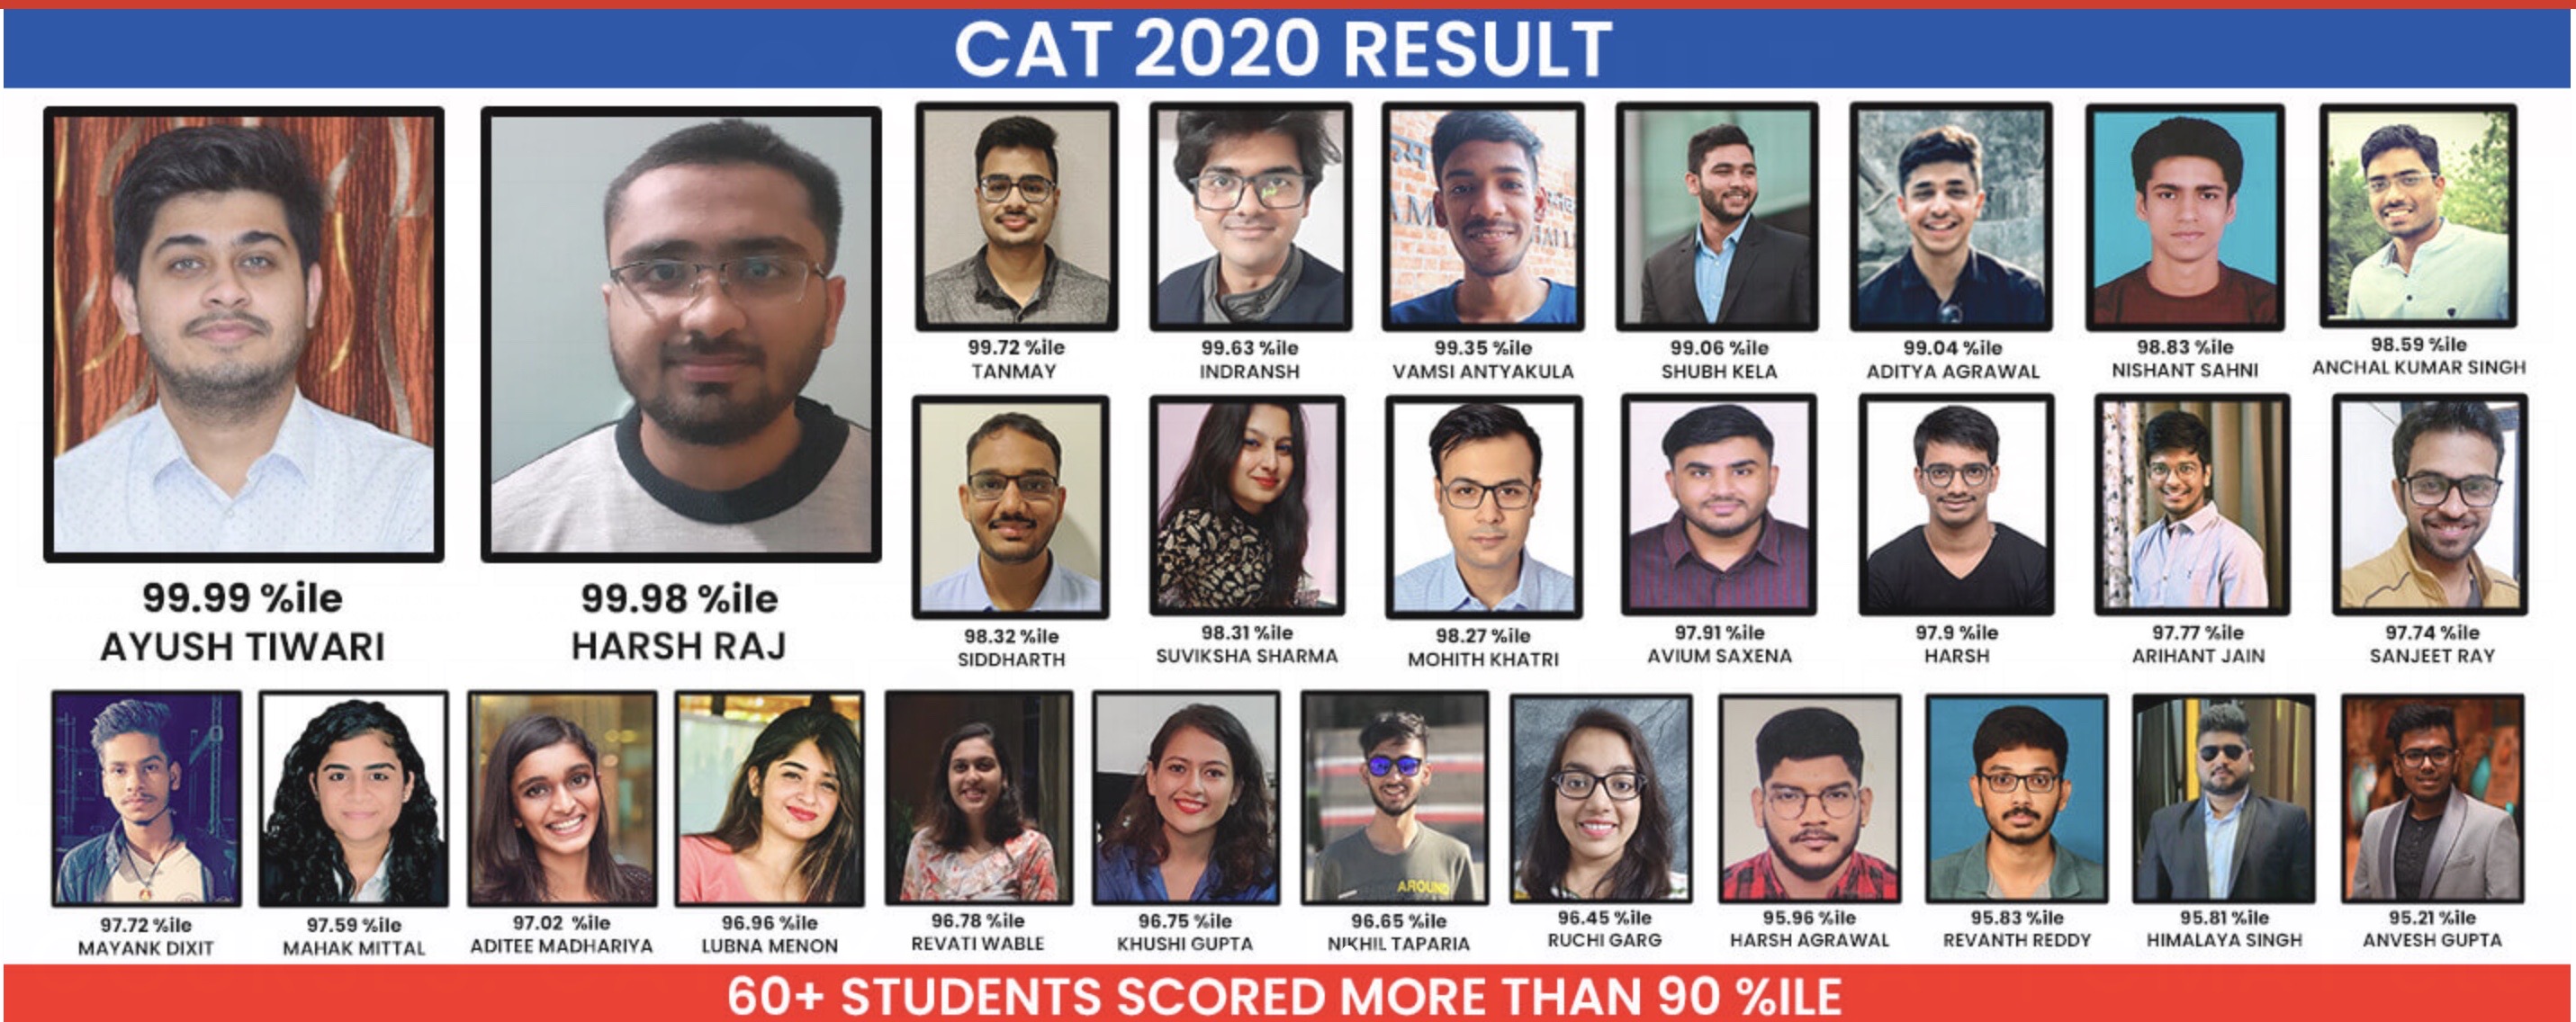 CAT 2020 RESULT
99.99 %ile
AYUSH TIWARI
99.98 %ile
HARSH RAJ
99.72 %ile
TANMAY
99.63 %ile
INDRANSH
99.35 %ile
VAMSI ANTYAKULA
99.06 %ile
SHUBH KELA
99.04 %ile
ADITYA AGRAWAL
98.83 %ile
NISHANT SAHNI
98.59 %ile
ANCHAL KUMAR SINGH
98.32 %ile
SIDDHARTH
98.31 %ile
SUVIKSHA SHARMA
98.27 %ile
MOHITH KHATRI
97.91 %ile
AVIUM SAXENA
97.9 %ile
HARSH
97.77 %ile
ARIHANT JAIN
97.74 %ile
SANJEET RAY
97.72 %ile
MAYANK DIXIT
97.59 %ile
MAHAK MITTAL
97.02 %ile
ADITEE MADHARIYA
96.96 %ile
LUBNA MENON
96.78 %ile
REVATI WABLE
96.75 %ile
KHUSHI GUPTA
AROUND
96.65 %ile
NIKHIL TAPARIA
96.45 %ile
RUCHI GARG
95.96 %ile
HARSH AGRAWAL
95.83 %ile
REVANTH REDDY
95.81 %ile
HIMALAYA SINGH
95.21 %ile
ANVESH GUPTA
60+ STUDENTS SCORED MORE THAN 90 %ILE